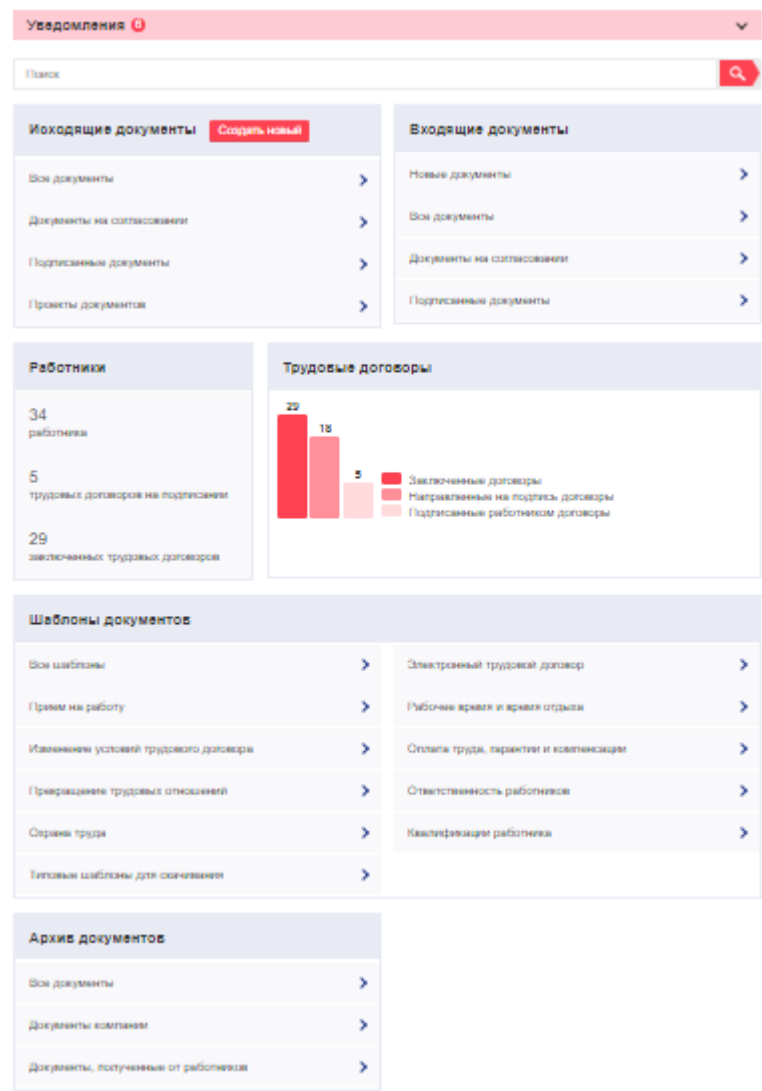 Уведомления 8
Поиск
Исходящие документы Создать новый
Все документы
Документы на согласовании
Подписанные документы
Проекты документов
Входящие документы
Новые документы
Все документы
Документы на согласовании
Подписанные документы
Работники
34
работника
5
трудовых договоров на подписании
29
заключенных трудовых договоров
Трудовые договоры
29
18
5
Заключенные договоры
Направленные на подпись договоры
Подписанные работником договоры
Шаблоны документов
Все шаблоны
Прием на работу
Изменение условий трудового договора
Прекращение трудовых отношений
Охрана труда
Типовые шаблоны для скачивания
Электронный трудовой договор
Рабочее время и время отдыха
Оплата труда, гарантии и компенсации
Ответственность работников
Квалификации работника
Архив документов
Все документы
Документы компании
Документы, полученные от работников